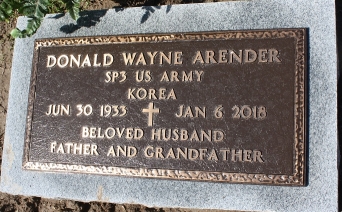 DONALD WAYNE ARENDER
SP3 US ARMY
KOREA
JUN 30 1933 JAN 6 2018
BELOVED HUSBAND
FATHER AND GRANDFATHER